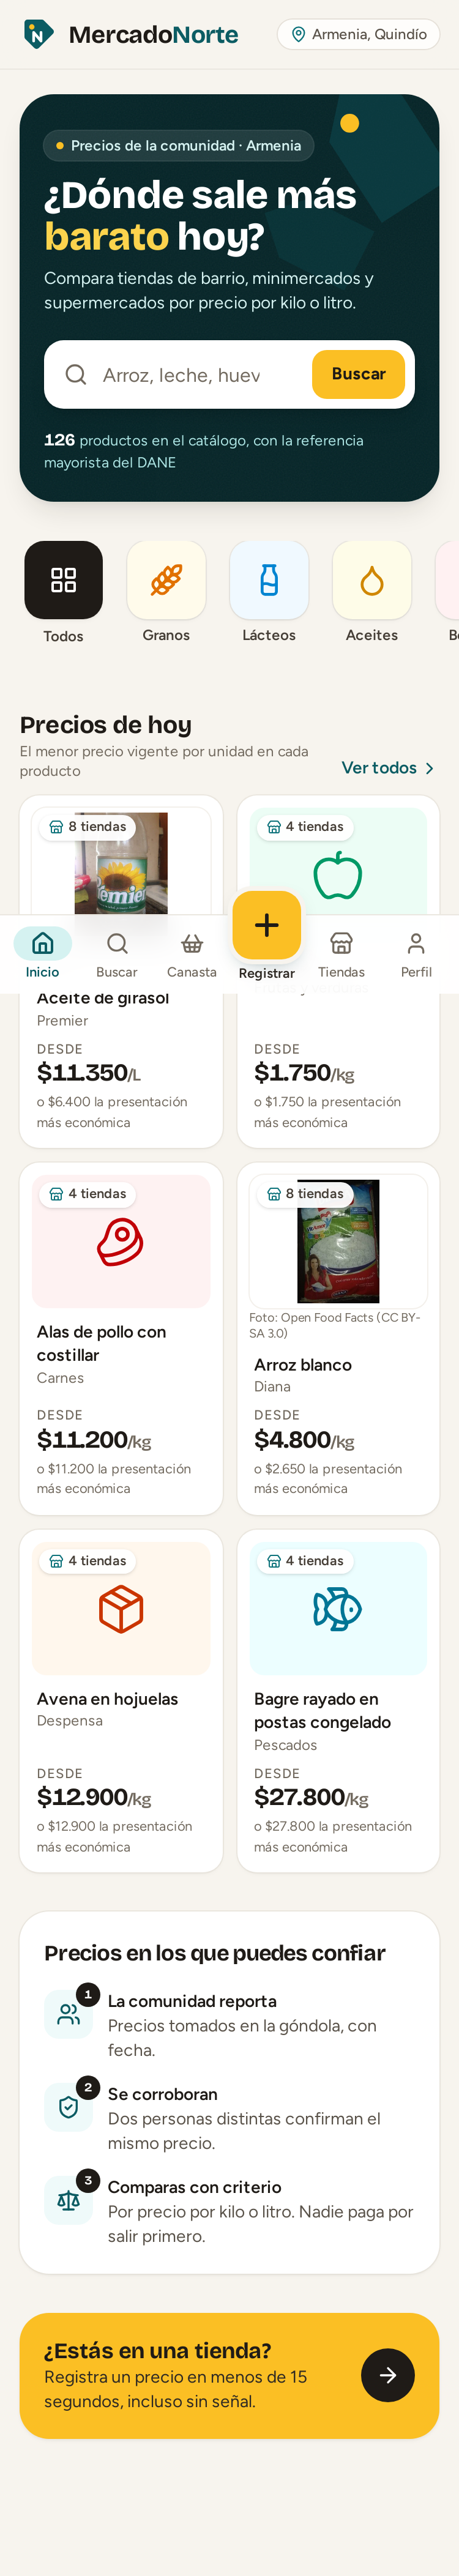 MercadoNorte
Armenia, Quindío
Precios de la comunidad · Armenia
¿Dónde sale más
barato hoy?
Compara tiendas de barrio, minimercados y
supermercados por precio por kilo o litro.
Arroz, leche, huev
Buscar
126 productos en el catálogo, con la referencia
mayorista del DANE
Todos
Granos
Lácteos
Aceites
Precios de hoy
El menor precio vigente por unidad en cada
producto
Ver todos
8 tiendas
4 tiendas
Inicio
Buscar
Canasta
Registrar
Tiendas
Perfil
Aceite de girasol
Premier
DESDE
$11.350/L
o $6.400 la presentación
más económica
DESDE
$1.750/kg
o $1.750 la presentación
más económica
4 tiendas
Alas de pollo con
costillar
Carnes
DESDE
$11.200/kg
o $11.200 la presentación
más económica
8 tiendas
Foto: Open Food Facts (CC BY-
SA 3.0)
Arroz blanco
Diana
DESDE
$4.800/kg
o $2.650 la presentación
más económica
4 tiendas
Avena en hojuelas
Despensa
DESDE
$12.900/kg
o $12.900 la presentación
más económica
4 tiendas
Bagre rayado en
postas congelado
Pescados
DESDE
$27.800/kg
o $27.800 la presentación
más económica
Precios en los que puedes confiar
1
La comunidad reporta
Precios tomados en la góndola, con
fecha.
2
Se corroboran
Dos personas distintas confirman el
mismo precio.
3
Comparas con criterio
Por precio por kilo o litro. Nadie paga por
salir primero.
¿Estás en una tienda?
Registra un precio en menos de 15
segundos, incluso sin señal.